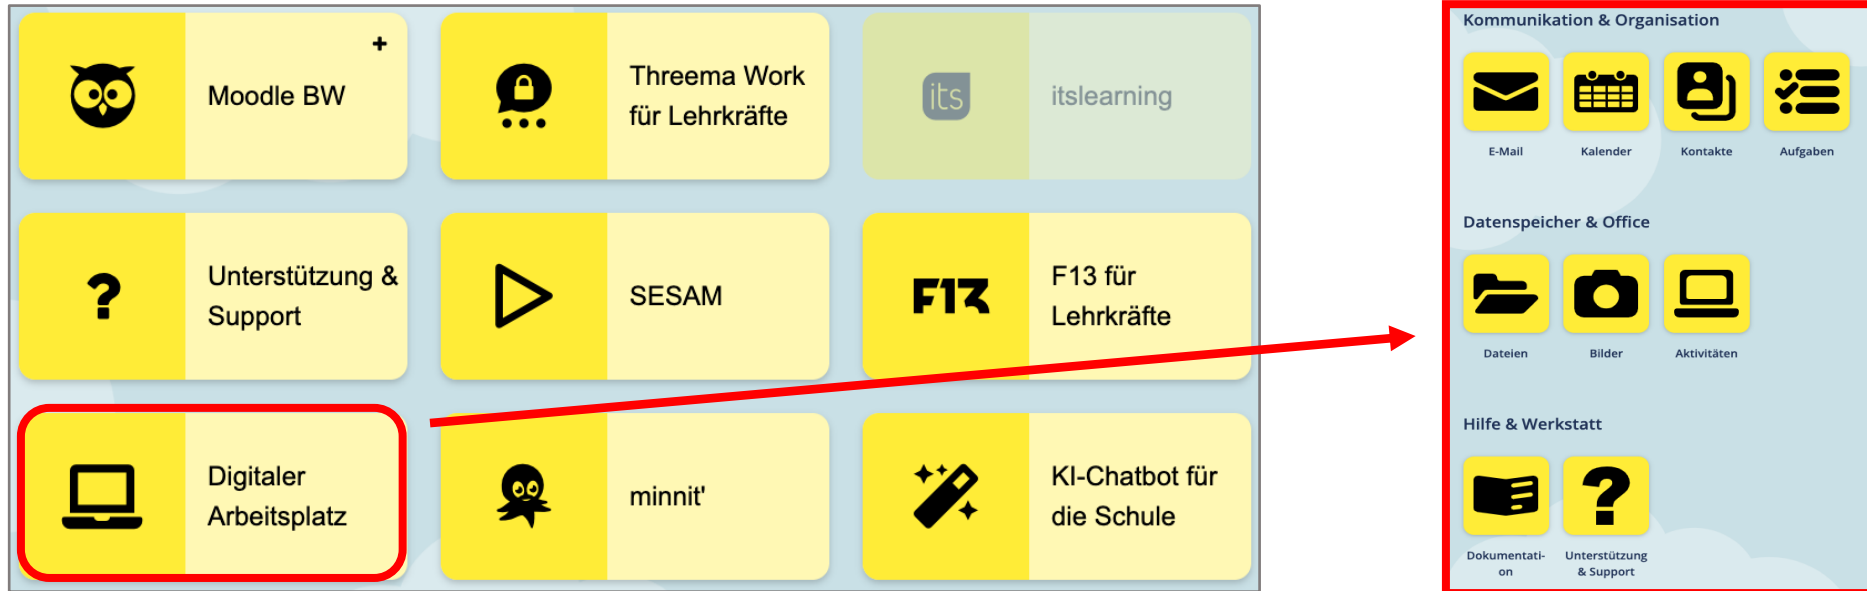 Moodle BW
Threema Work
für Lehrkräfte
its
itslearning
?
Unterstützung &
Support
SESAM
F13
F13 für
Lehrkräfte
Digitaler
Arbeitsplatz
minnit'
KI-Chatbot für
die Schule
Kommunikation & Organisation
E-Mail
Kalender
Kontakte
Aufgaben
Datenspeicher & Office
Dateien
Bilder
Aktivitäten
Hilfe & Werkstatt
?
Dokumentati-
on
Unterstützung
& Support